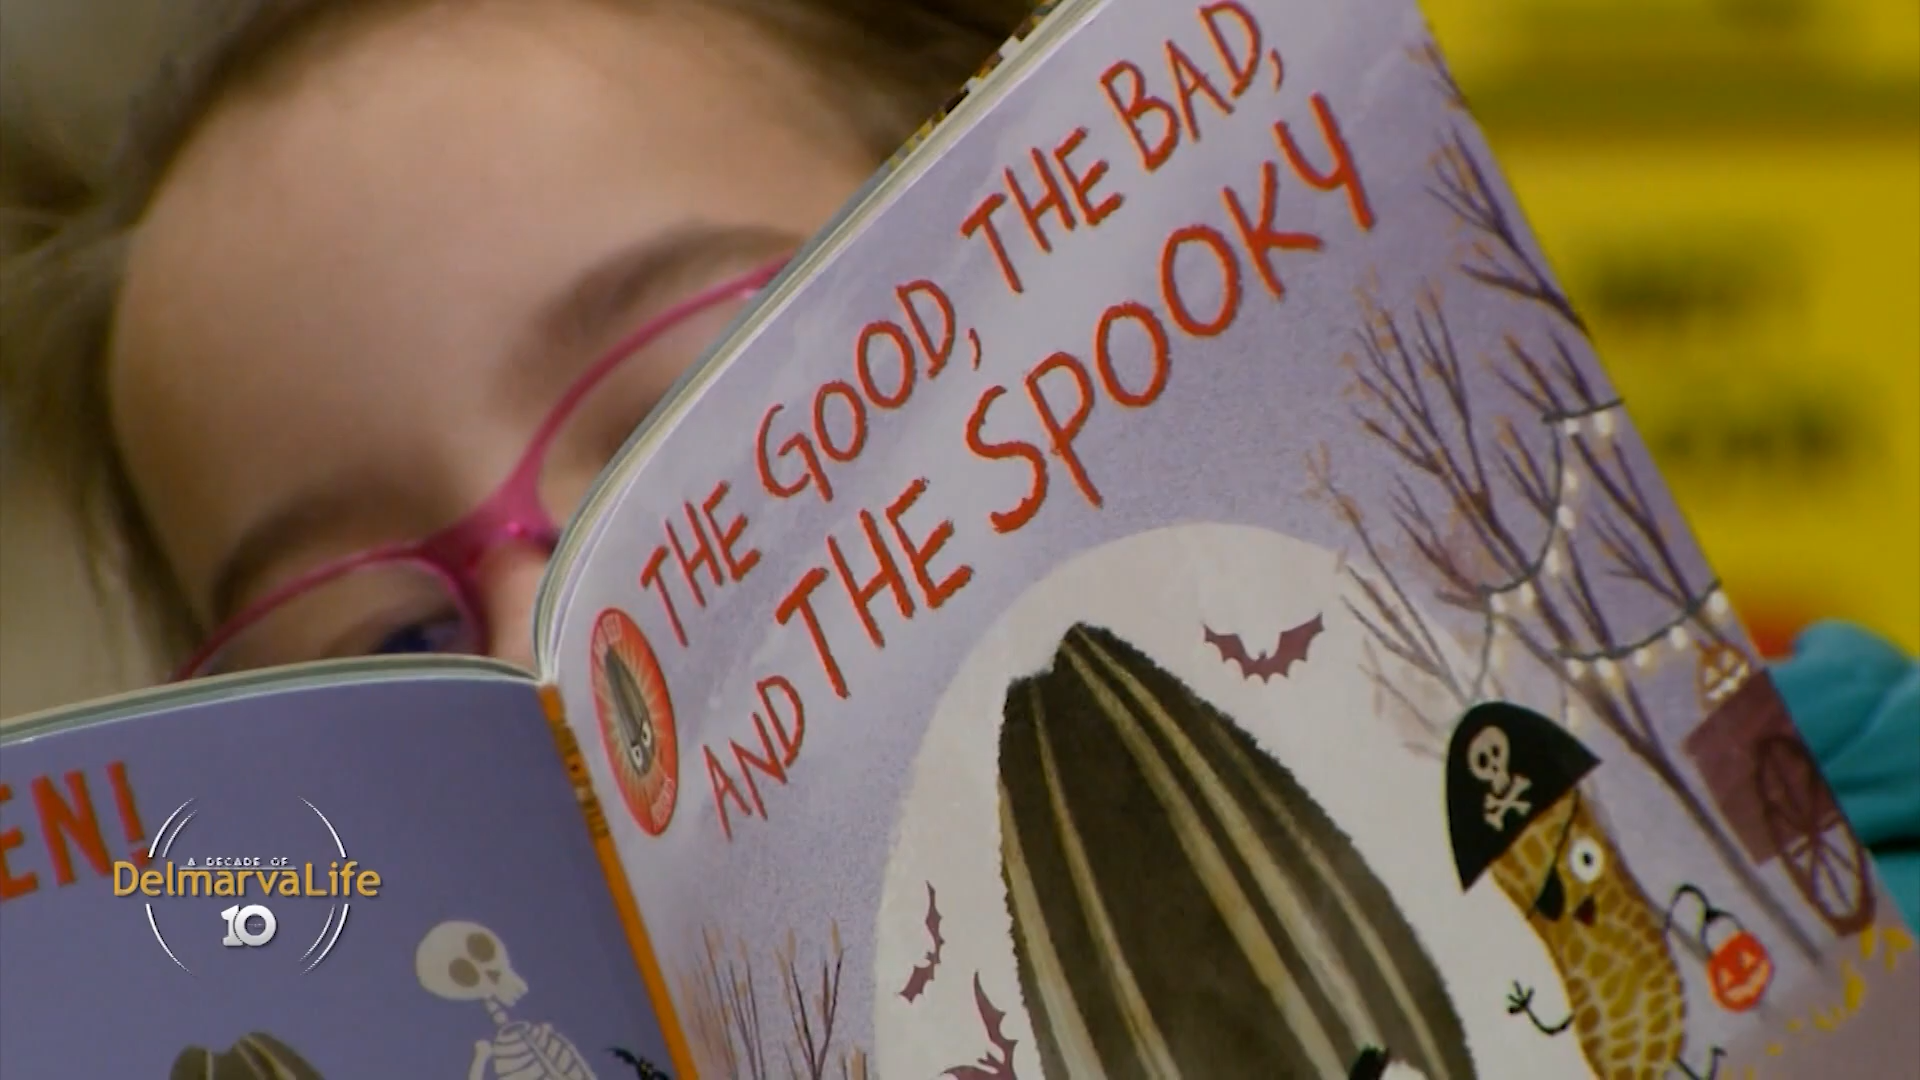 THE GOOD, THE BAD,
AND THE SPOOKY
EN!
A DECADE OF
DelmarvaLife
10